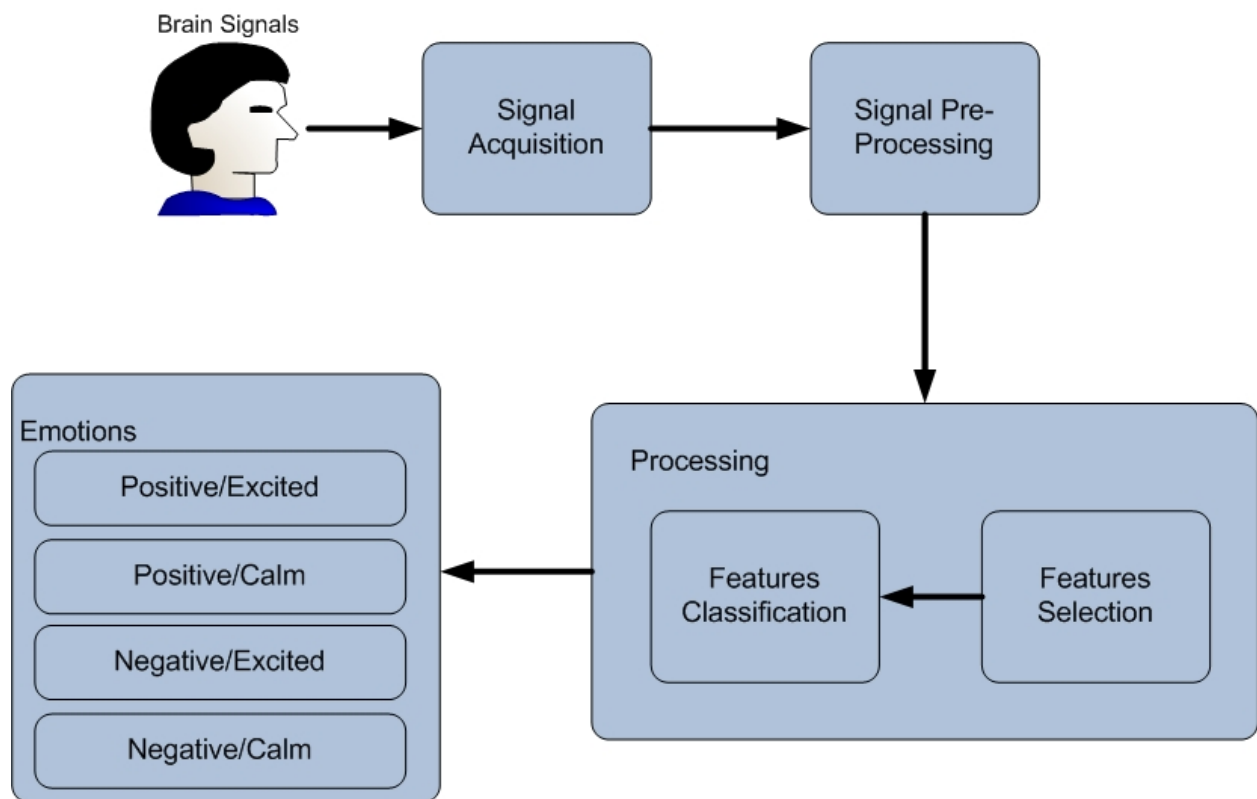 Brain Signals
Signal
Acquisition
Signal Pre-
Processing
Processing
Features
Selection
Features
Classification
Emotions
Positive/Excited
Positive/Calm
Negative/Excited
Negative/Calm